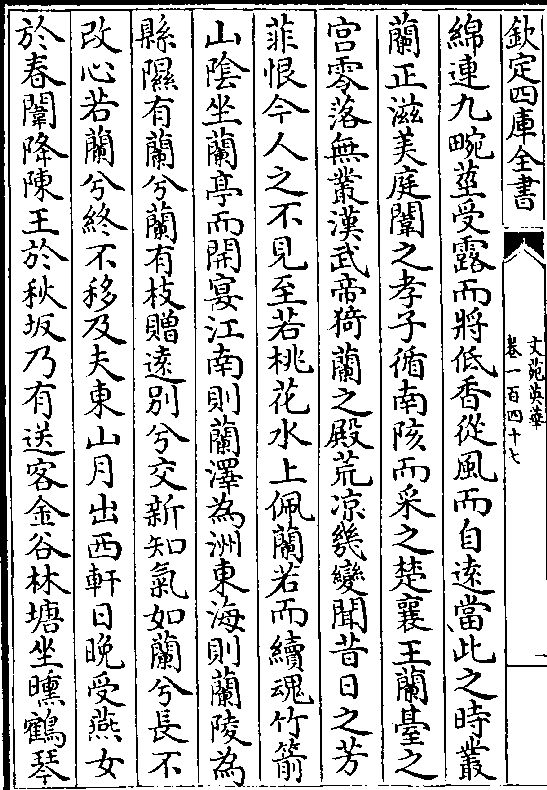 欽定四庫全書
文苑英華
卷一百四十七
一
綿連九畹莖受露而將低香從風而自遠當此之時叢
蘭正滋美庭闈之孝子循南陔而采之楚襄王蘭臺之
宫零落無叢漢武帝猗蘭之殿荒凉幾變聞昔日之芳
菲恨今人之不見至若桃花水上佩蘭若而續魂竹箭
山陰坐蘭亭而開宴江南則蘭澤為洲東海則蘭陵為
縣隰有蘭兮蘭有枝贈遠别兮交新知氣如蘭兮長不
改心若蘭兮終不移及夫東山月出西軒日晚受燕女
於春闈降陳王於秋坂乃有送客金谷林塘坐曛鶴琴